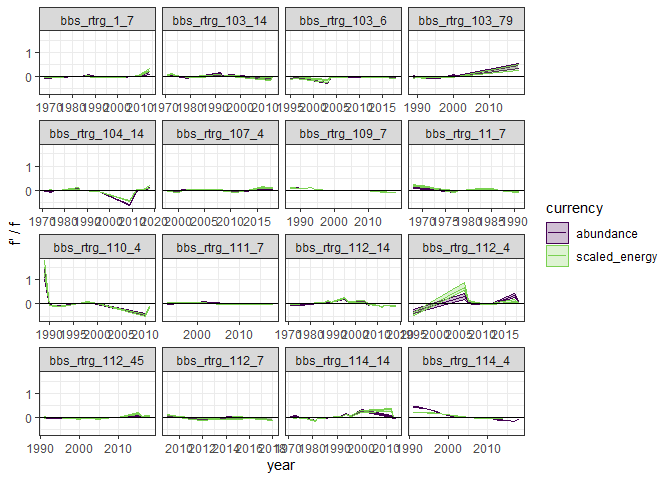 bbs_rtrg_1_7 bbs_rtrg_103_14 bbs_rtrg_103_6 bbs_rtrg_103_79
1
0
1970 1980 1990 2000 2010 1970 1980 1990 2000 2010 1995 2000 2005 2010 2015 1990 2000 2010
bbs_rtrg_104_14 bbs_rtrg_107_4 bbs_rtrg_109_7 bbs_rtrg_11_7
1
0
1970 1980 1990 2000 2010 2020 2000 2005 2010 2015 1990 2000 2010 1970 1975 1980 1985 1990
f' / f
currency
abundance
scaled_energy
bbs_rtrg_110_4 bbs_rtrg_111_7 bbs_rtrg_112_14 bbs_rtrg_112_4
1
0
1990 1995 2000 2005 2010 2000 2010 1970 1980 1990 2000 2010 2020 1995 2000 2005 2010 2015
bbs_rtrg_112_45 bbs_rtrg_112_7 bbs_rtrg_114_14 bbs_rtrg_114_4
1
0
1990 2000 2010 2010 2012 2014 2016 2018 1970 1980 1990 2000 2010 1990 2000 2010
year